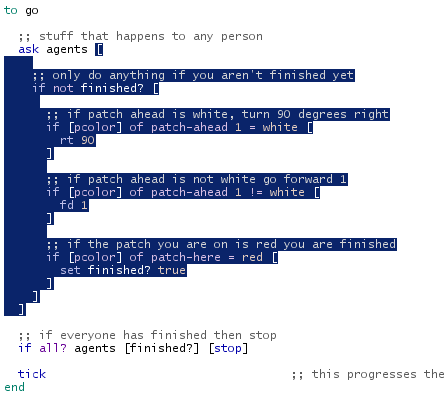 to go
;; stuff that happens to any person
ask agents [
;; only do anything if you aren't finished yet
if not finished? [
;; if patch ahead is white, turn 90 degrees right
if [pcolor] of patch-ahead 1 = white [
rt 90
]
;; if patch ahead is not white go forward 1
if [pcolor] of patch-ahead 1 != white [
fd 1
]
;; if the patch you are on is red you are finished
if [pcolor] of patch-here = red [
set finished? true
]
]
]
;; if everyone has finished then stop
if all? agents [finished?] [stop]
tick ;; this progresses the
end